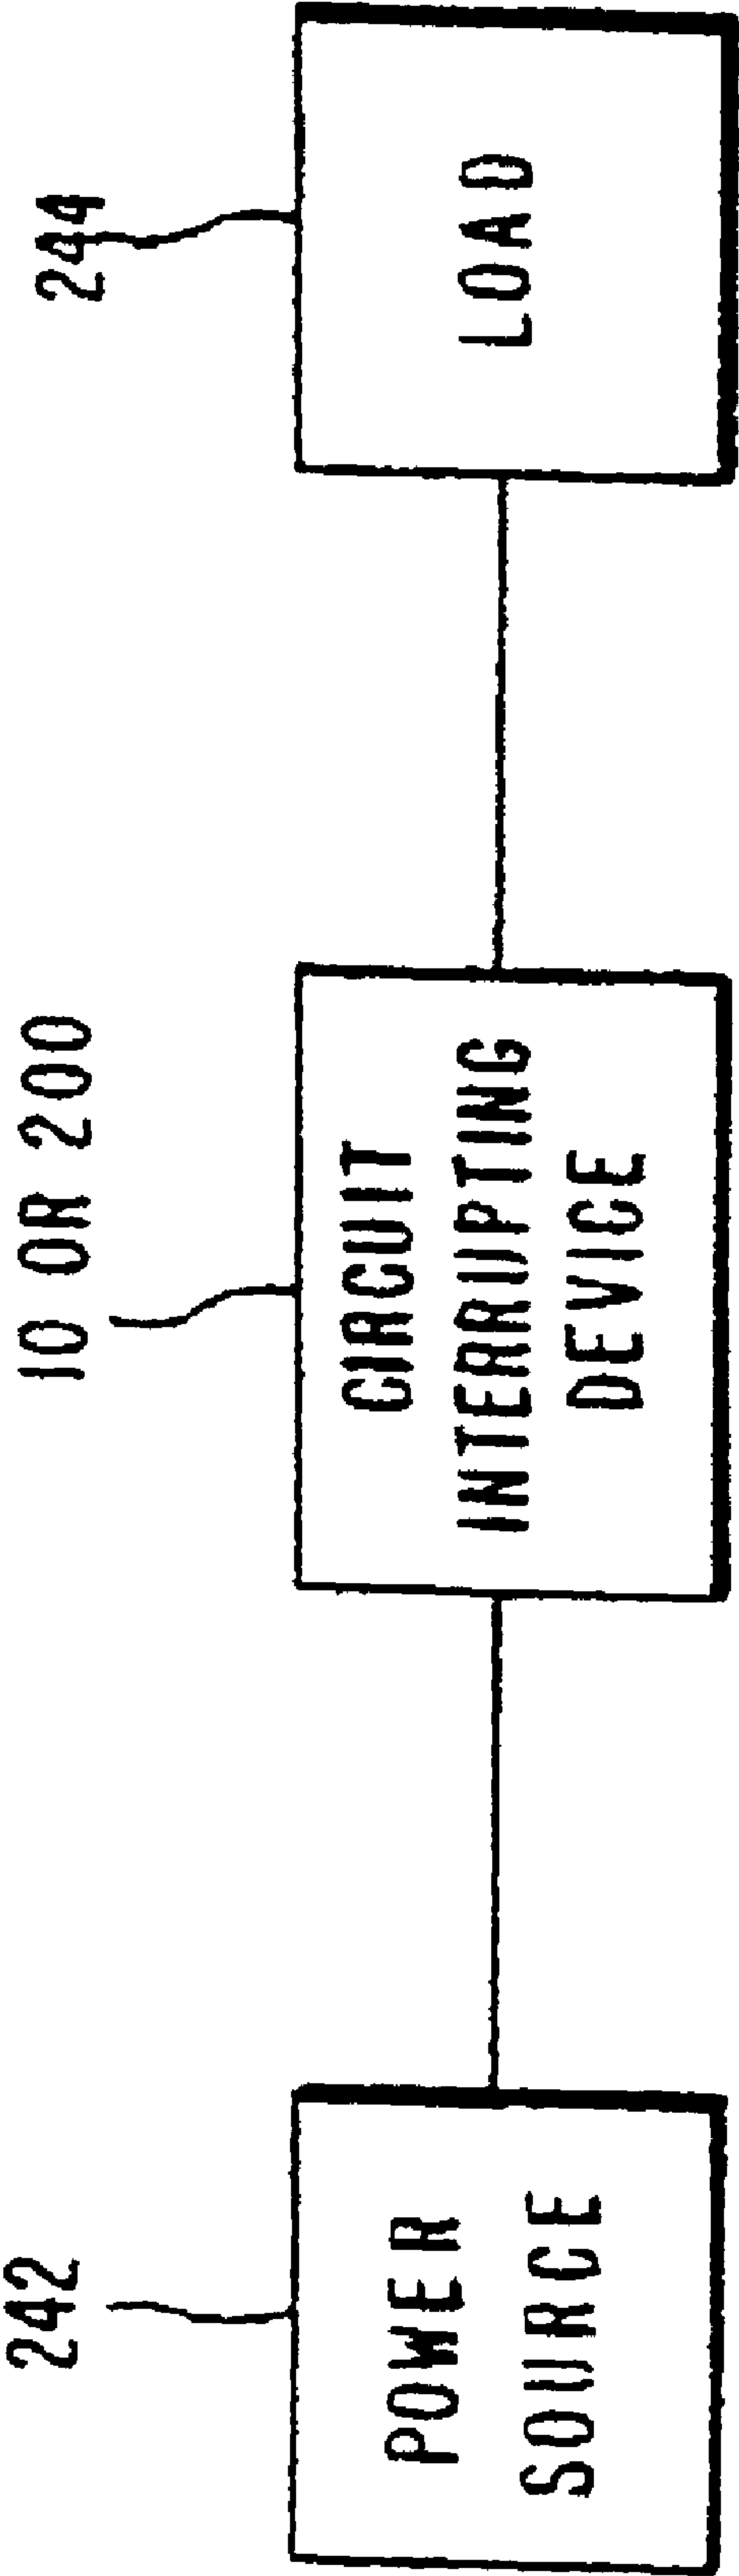 242
10 OR 200
244
POWER
SOURCE
CIRCUIT
INTERRUPTING
DEVICE
LOAD